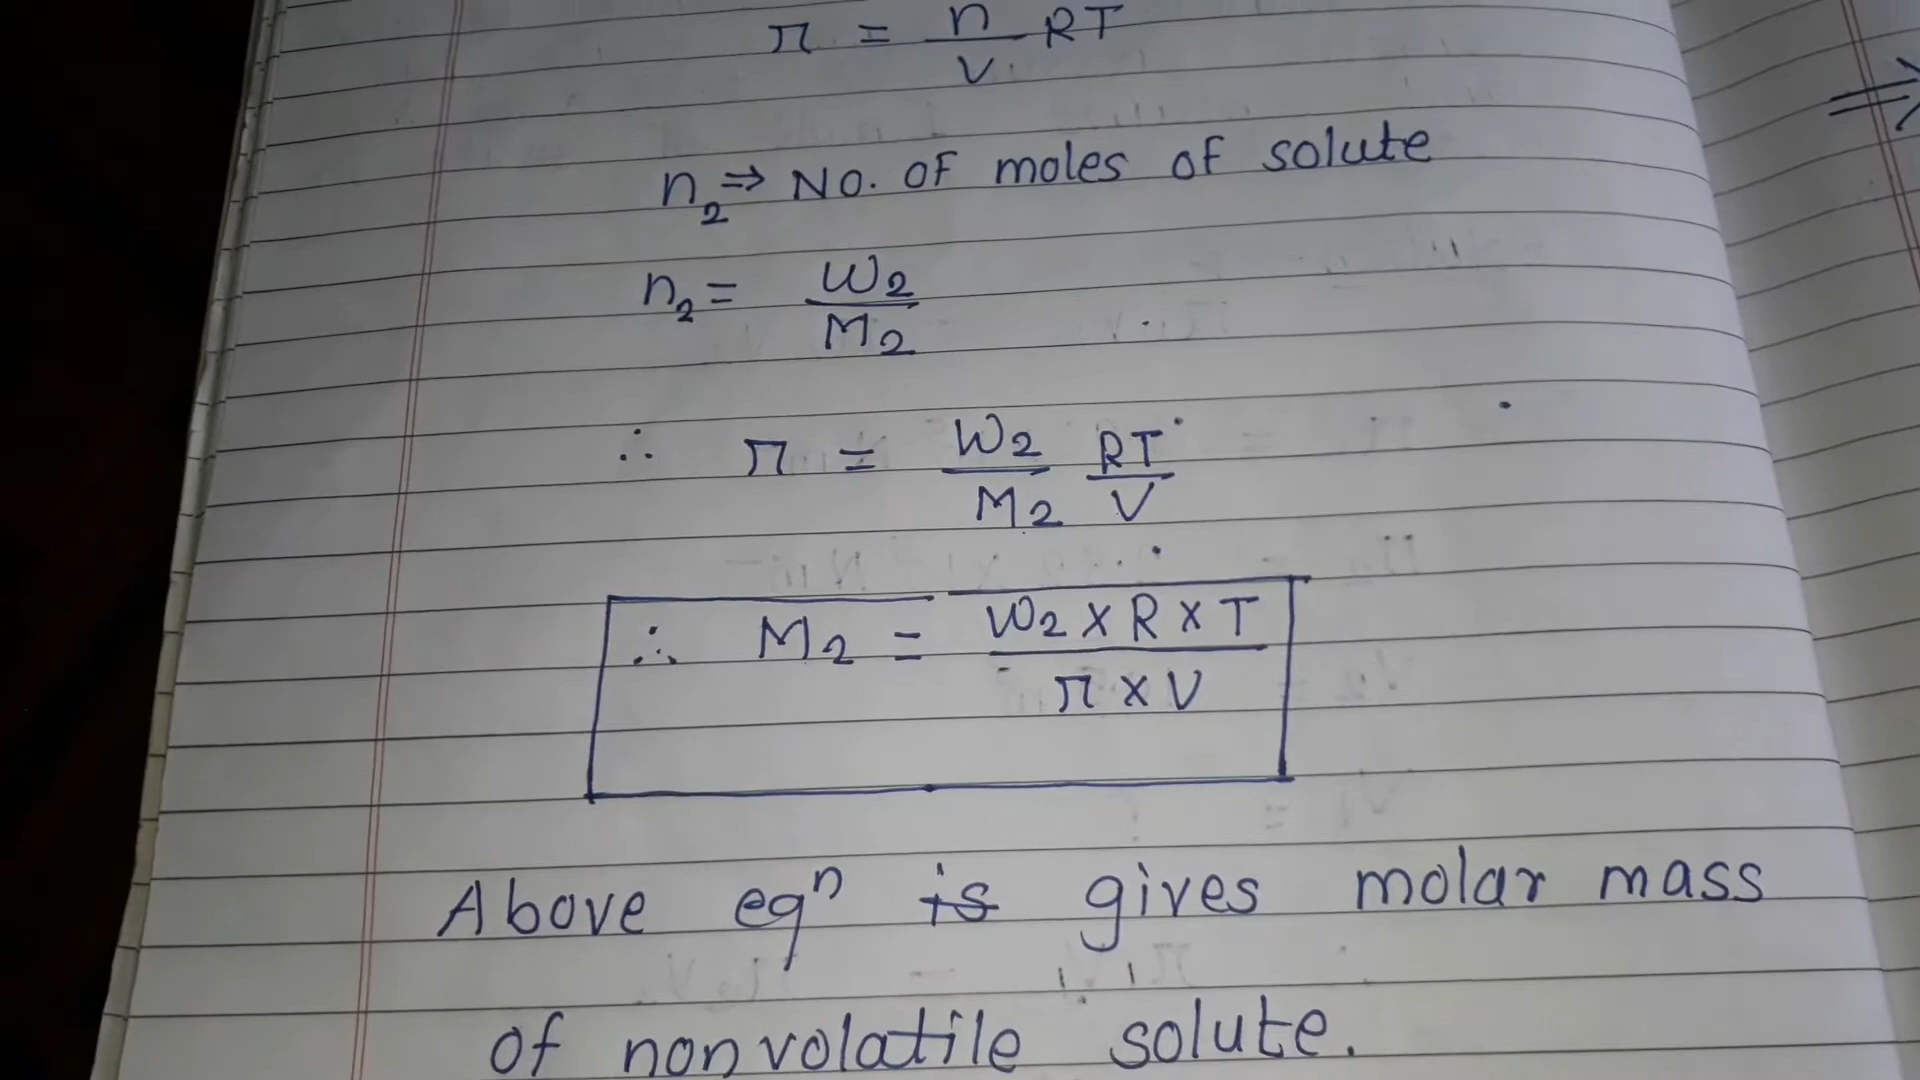 π = n/V RT
n₂ ⇒ No. of moles of solute
n₂ = W₂/M₂
∴ π = W₂/M₂ RT/V
∴ M₂ = W₂ × R × T / π × V
Above eqⁿ is gives molar mass
of nonvolatile solute.
⇒